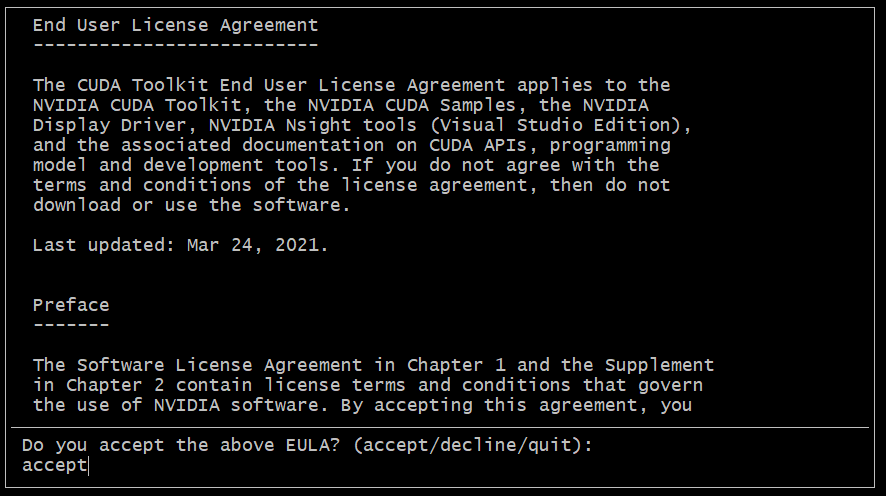 End User License Agreement
--------------------------
The CUDA Toolkit End User License Agreement applies to the
NVIDIA CUDA Toolkit, the NVIDIA CUDA Samples, the NVIDIA
Display Driver, NVIDIA Nsight tools (Visual Studio Edition),
and the associated documentation on CUDA APIs, programming
model and development tools. If you do not agree with the
terms and conditions of the license agreement, then do not
download or use the software.
Last updated: Mar 24, 2021.
Preface
-------
The Software License Agreement in Chapter 1 and the Supplement
in Chapter 2 contain license terms and conditions that govern
the use of NVIDIA software. By accepting this agreement, you
Do you accept the above EULA? (accept/decline/quit):
accept